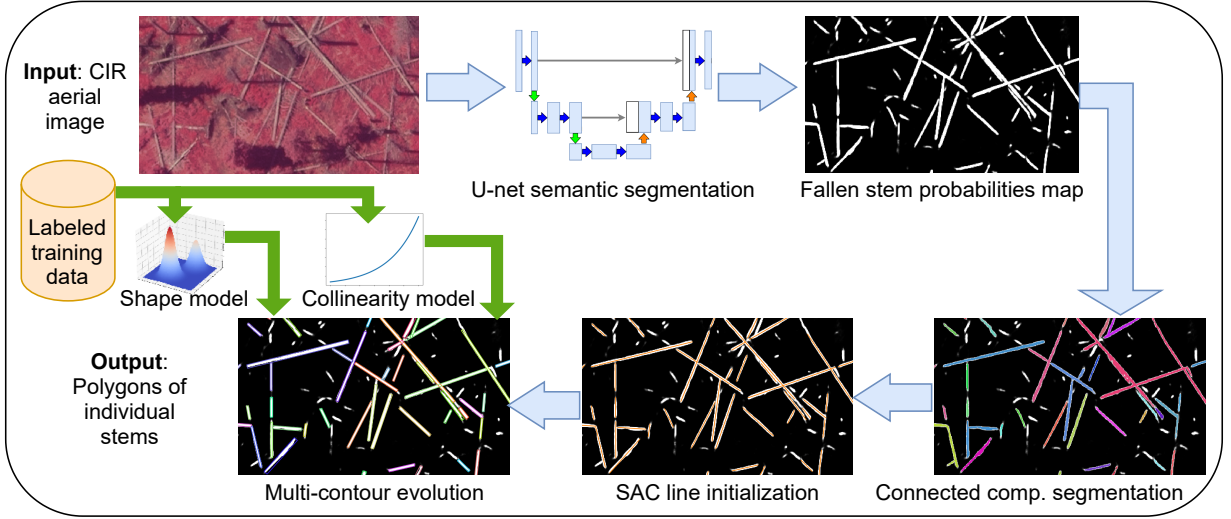 Input: CIR
aerial
image
U-net semantic segmentation
Fallen stem probabilities map
Labeled
training
data
Shape model
Collinearity model
Output:
Polygons of
individual
stems
Multi-contour evolution
SAC line initialization
Connected comp. segmentation